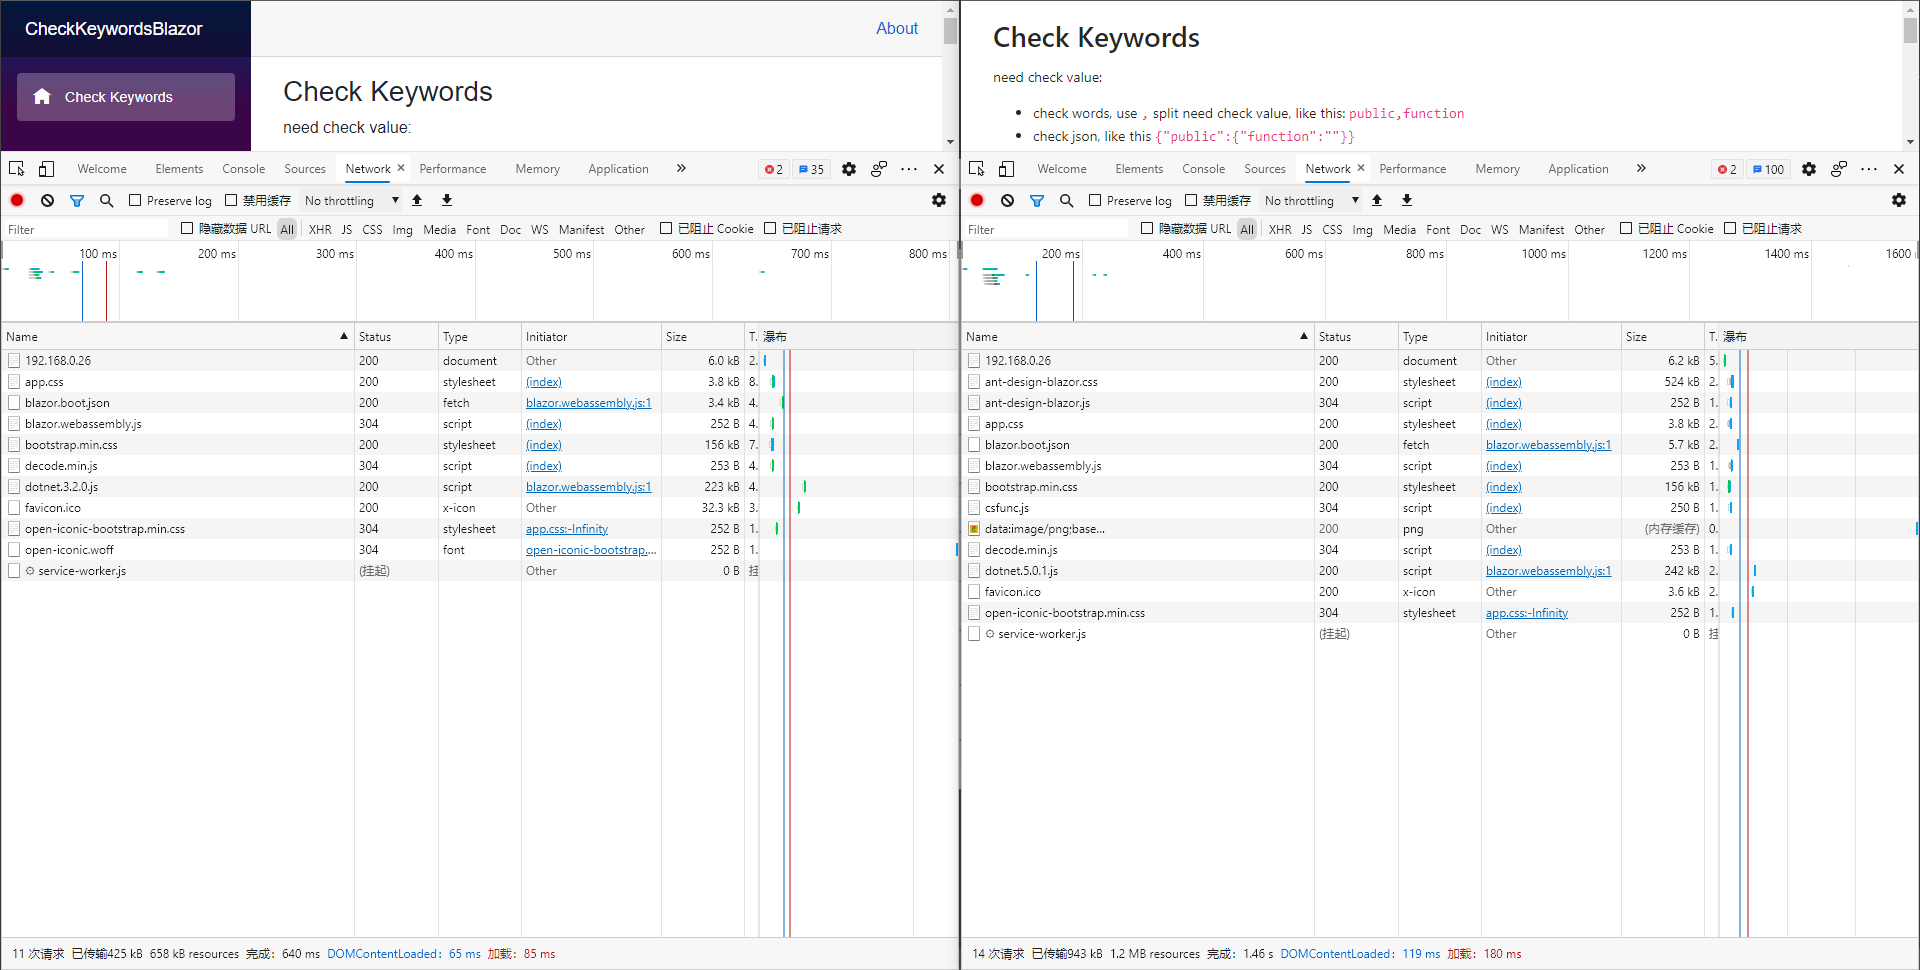 CheckKeywordsBlazor
About
Check Keywords
Check Keywords
need check value:
Welcome Elements Console Sources Network Performance Memory Application 2 35
Preserve log 禁用缓存 No throttling
Filter 隐藏数据 URL All XHR JS CSS Img Media Font Doc WS Manifest Other 已阻止 Cookie 已阻止请求
100 ms 200 ms 300 ms 400 ms 500 ms 600 ms 700 ms 800 ms
Name Status Type Initiator Size T. 瀑布
192.168.0.26 200 document Other 6.0 kB 2.
app.css 200 stylesheet (index) 3.8 kB 8.
blazor.boot.json 200 fetch blazor.webassembly.js:1 3.4 kB 4.
blazor.webassembly.js 304 script (index) 252 B 4.
bootstrap.min.css 200 stylesheet (index) 156 kB 7.
decode.min.js 304 script (index) 253 B 4.
dotnet.3.2.0.js 200 script blazor.webassembly.js:1 223 kB 4.
favicon.ico 200 x-icon Other 32.3 kB 3.
open-iconic-bootstrap.min.css 304 stylesheet app.css:-Infinity 252 B 1.
open-iconic.woff 304 font open-iconic-bootstrap.... 252 B 1.
service-worker.js (挂起) Other 0 B 挂
11 次请求 已传输425 kB 658 kB resources 完成: 640 ms DOMContentLoaded: 65 ms 加载: 85 ms
Check Keywords
need check value:
• check words, use , split need check value, like this: public,function
• check json, like this {"public":{"function":""}}
Welcome Elements Console Sources Network Performance Memory Application 2 100
Preserve log 禁用缓存 No throttling
Filter 隐藏数据 URL All XHR JS CSS Img Media Font Doc WS Manifest Other 已阻止 Cookie 已阻止请求
200 ms 400 ms 600 ms 800 ms 1000 ms 1200 ms 1400 ms 1600
Name Status Type Initiator Size T. 瀑布
192.168.0.26 200 document Other 6.2 kB 5.
ant-design-blazor.css 200 stylesheet (index) 524 kB 2.
ant-design-blazor.js 304 script (index) 252 B 1.
app.css 200 stylesheet (index) 3.8 kB 2.
blazor.boot.json 200 fetch blazor.webassembly.js:1 5.7 kB 2.
blazor.webassembly.js 304 script (index) 253 B 1.
bootstrap.min.css 200 stylesheet (index) 156 kB 1.
csfunc.js 304 script (index) 250 B 1.
data:image/png;base... 200 png Other (内存缓存) 0.
decode.min.js 304 script (index) 253 B 1.
dotnet.5.0.1.js 200 script blazor.webassembly.js:1 242 kB 2.
favicon.ico 200 x-icon Other 3.6 kB 2.
open-iconic-bootstrap.min.css 304 stylesheet app.css:-Infinity 252 B 1.
service-worker.js (挂起) Other 0 B 挂
14 次请求 已传输943 kB 1.2 MB resources 完成: 1.46 s DOMContentLoaded: 119 ms 加载: 180 ms